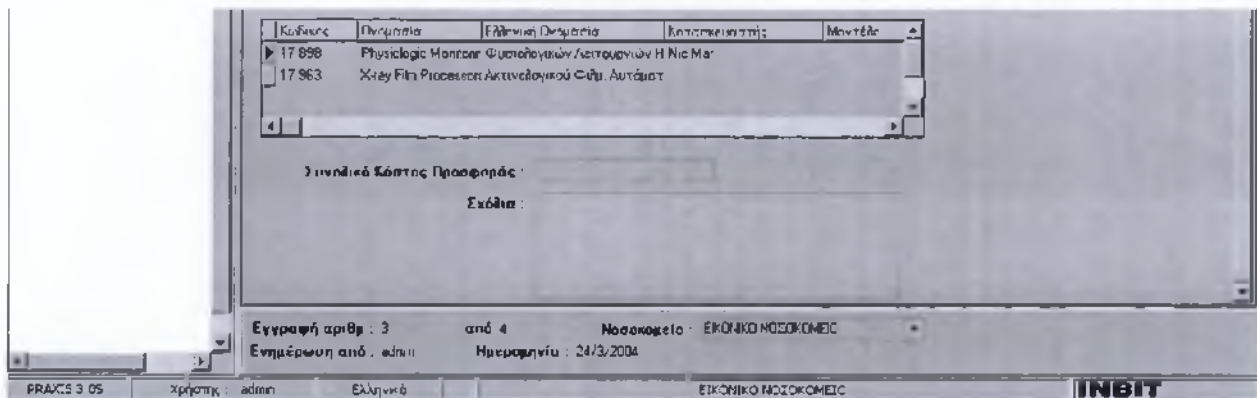 Κωδικός Ονομασία Ελληνική Ονομασία Κατασκευαστής Μοντέλο
17 898 Physiologic Monitorin Φυσιολογικών Λειτουργιών H Nic Mar
17 963 X-ray Film Processors Ακτινολογικού Φιλμ, Αυτόματ
Συνολικό Κόστος Προσφοράς :
Σχόλια :
Εγγραφή αριθμ : 3 από 4 Νοσοκομείο : ΕΙΚΟΝΙΚΟ ΝΟΣΟΚΟΜΕΙΟ
Ενημέρωση από : admin Ημερομηνία : 24/3/2004
PRAXIS 3.05 Χρήστης : admin Ελληνικά ΕΙΚΟΝΙΚΟ ΝΟΣΟΚΟΜΕΙΟ INBIT